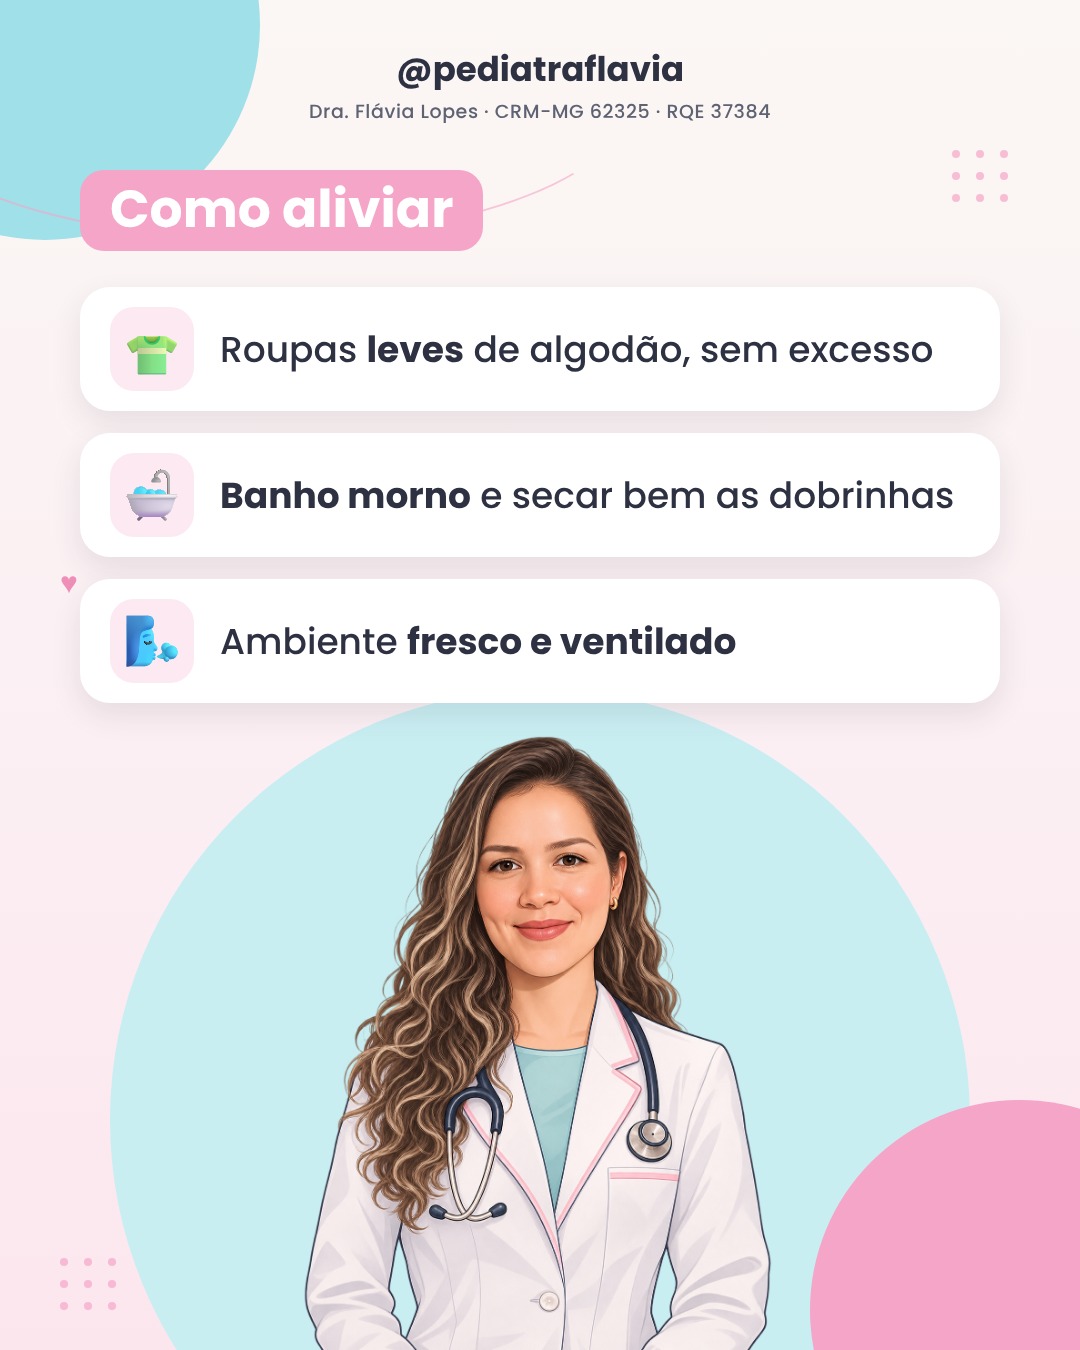 @pediatraflavia
Dra. Flávia Lopes · CRM-MG 62325 · RQE 37384
Como aliviar
Roupas leves de algodão, sem excesso
Banho morno e secar bem as dobrinhas
Ambiente fresco e ventilado